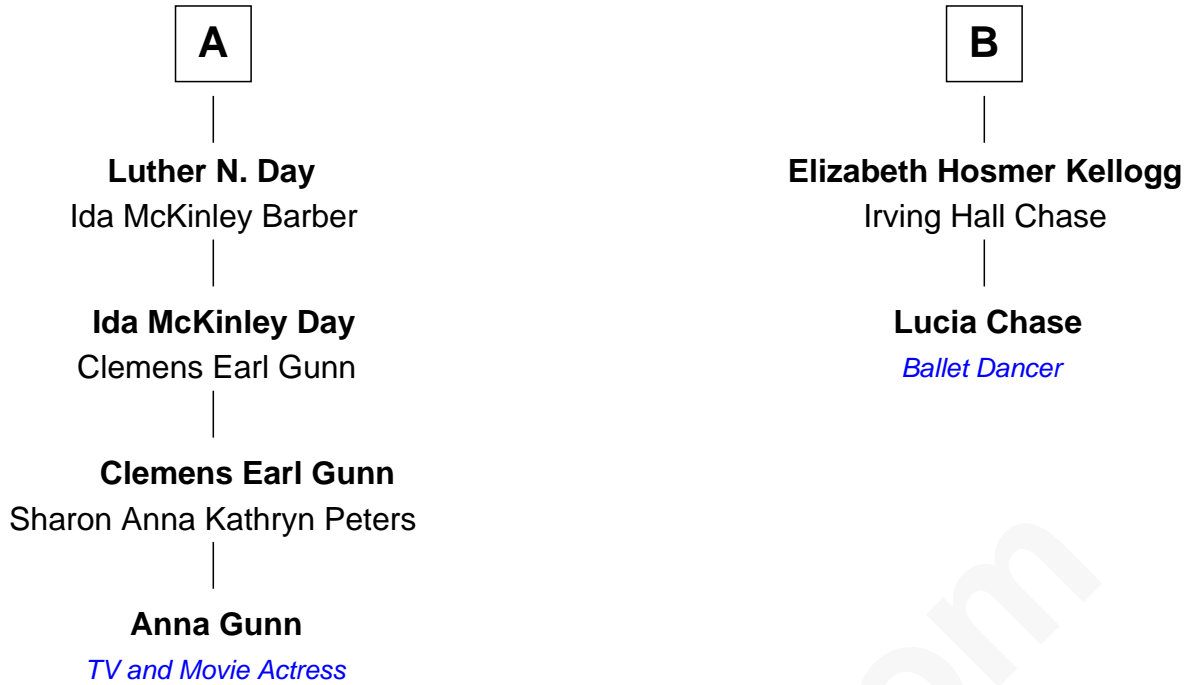 A
Luther N. Day
Ida McKinley Barber
Ida McKinley Day
Clemens Earl Gunn
Clemens Earl Gunn
Sharon Anna Kathryn Peters
Anna Gunn
TV and Movie Actress
B
Elizabeth Hosmer Kellogg
Irving Hall Chase
Lucia Chase
Ballet Dancer
om